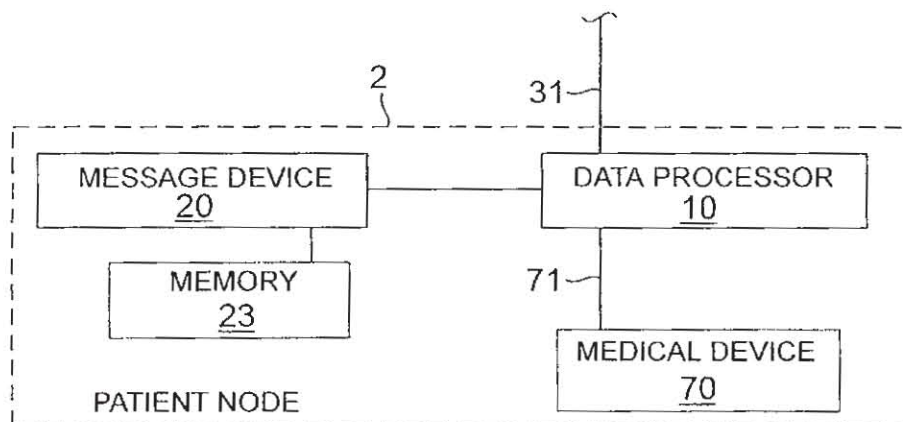 2
31
MESSAGE DEVICE
20
DATA PROCESSOR
10
MEMORY
23
71
MEDICAL DEVICE
70
PATIENT NODE